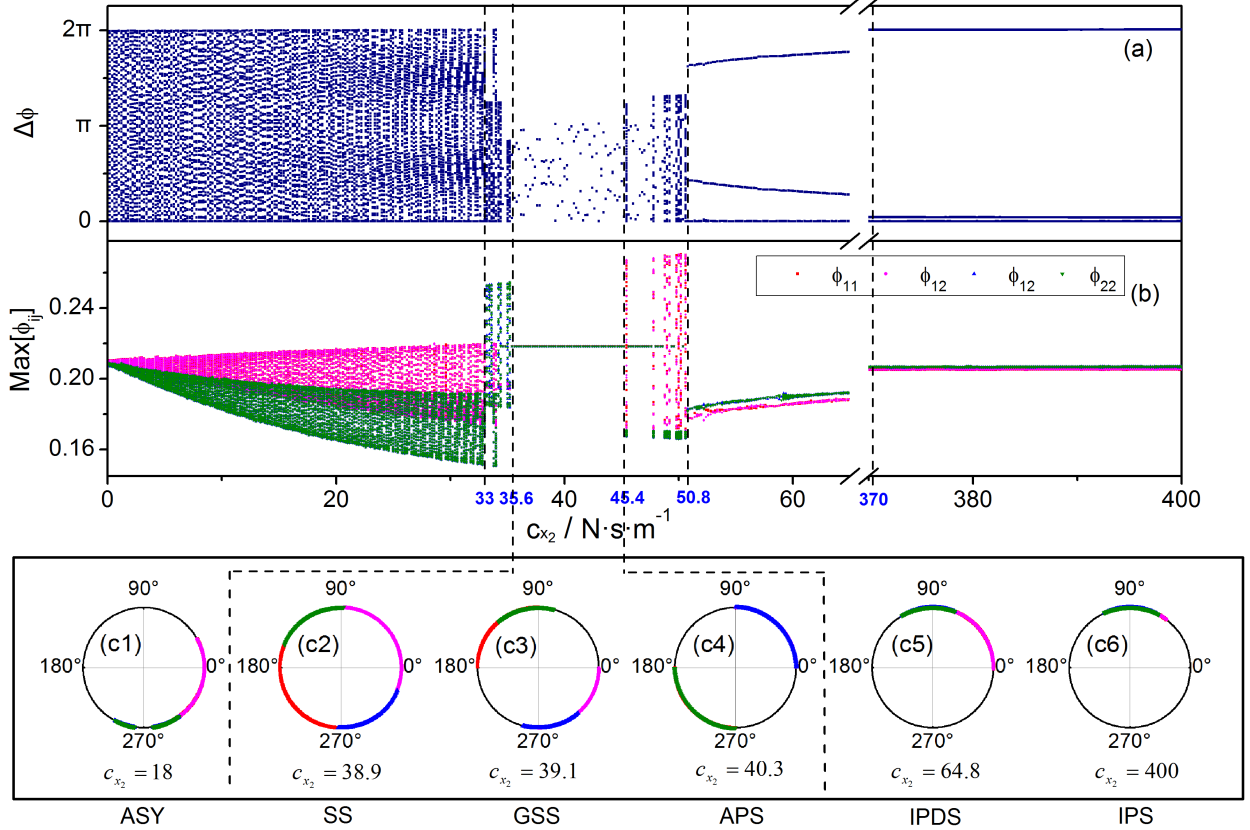 2π
(a)
Δϕ
π
0
ϕ₁₁ ϕ₁₂ ϕ₁₂ ϕ₂₂
(b)
0.24
Max[ϕᵢⱼ]
0.20
0.16
0 20 33 35.6 40 45.4 50.8 60 370 380 400
cₓ₂ / N·s·m⁻¹
90° 90° 90° 90° 90° 90°
(c1) (c2) (c3) (c4) (c5) (c6)
180° 0° 180° 0° 180° 0° 180° 0° 180° 0° 180° 0°
270° 270° 270° 270° 270° 270°
cₓ₂ = 18 cₓ₂ = 38.9 cₓ₂ = 39.1 cₓ₂ = 40.3 cₓ₂ = 64.8 cₓ₂ = 400
ASY SS GSS APS IPDS IPS